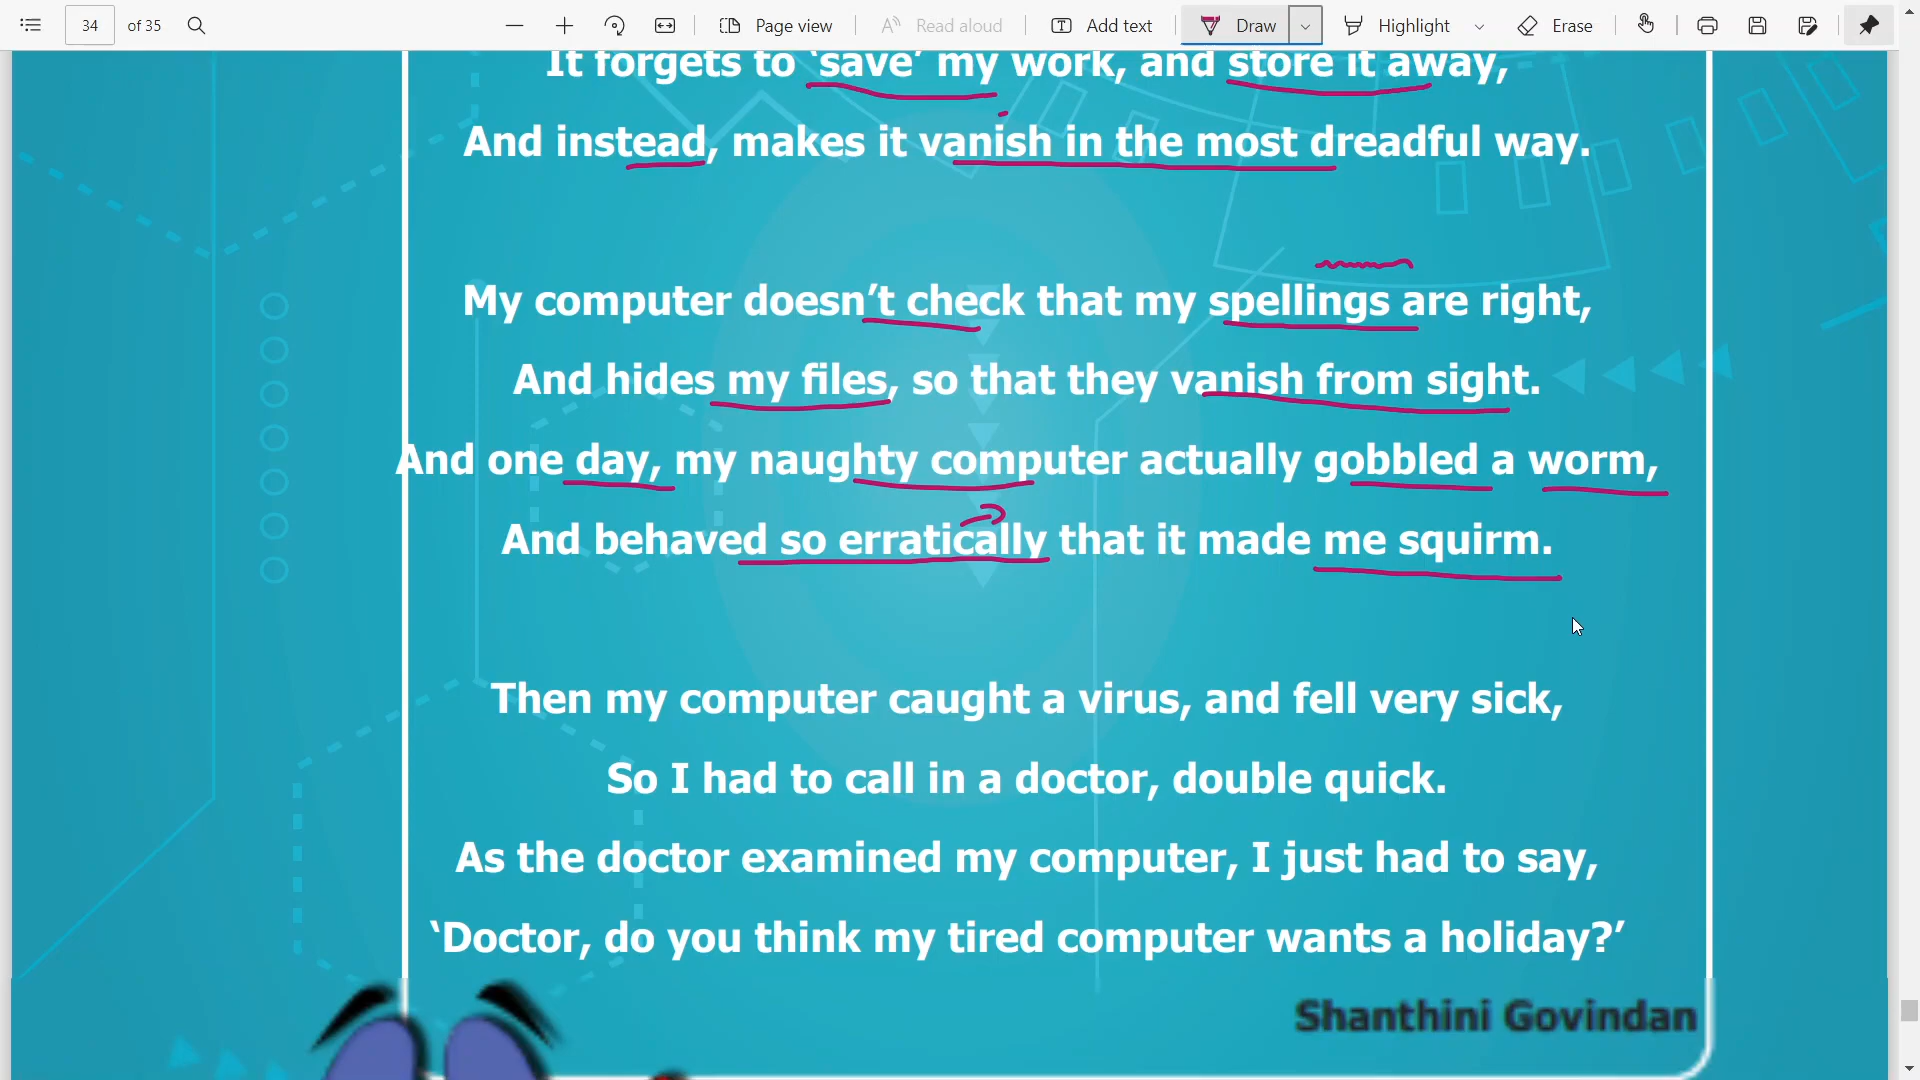 34 of 35 Page view Read aloud Add text Draw Highlight Erase
It forgets to ‘save’ my work, and store it away,
And instead, makes it vanish in the most dreadful way.
My computer doesn’t check that my spellings are right,
And hides my files, so that they vanish from sight.
And one day, my naughty computer actually gobbled a worm,
And behaved so erratically that it made me squirm.
Then my computer caught a virus, and fell very sick,
So I had to call in a doctor, double quick.
As the doctor examined my computer, I just had to say,
‘Doctor, do you think my tired computer wants a holiday?’
Shanthini Govindan